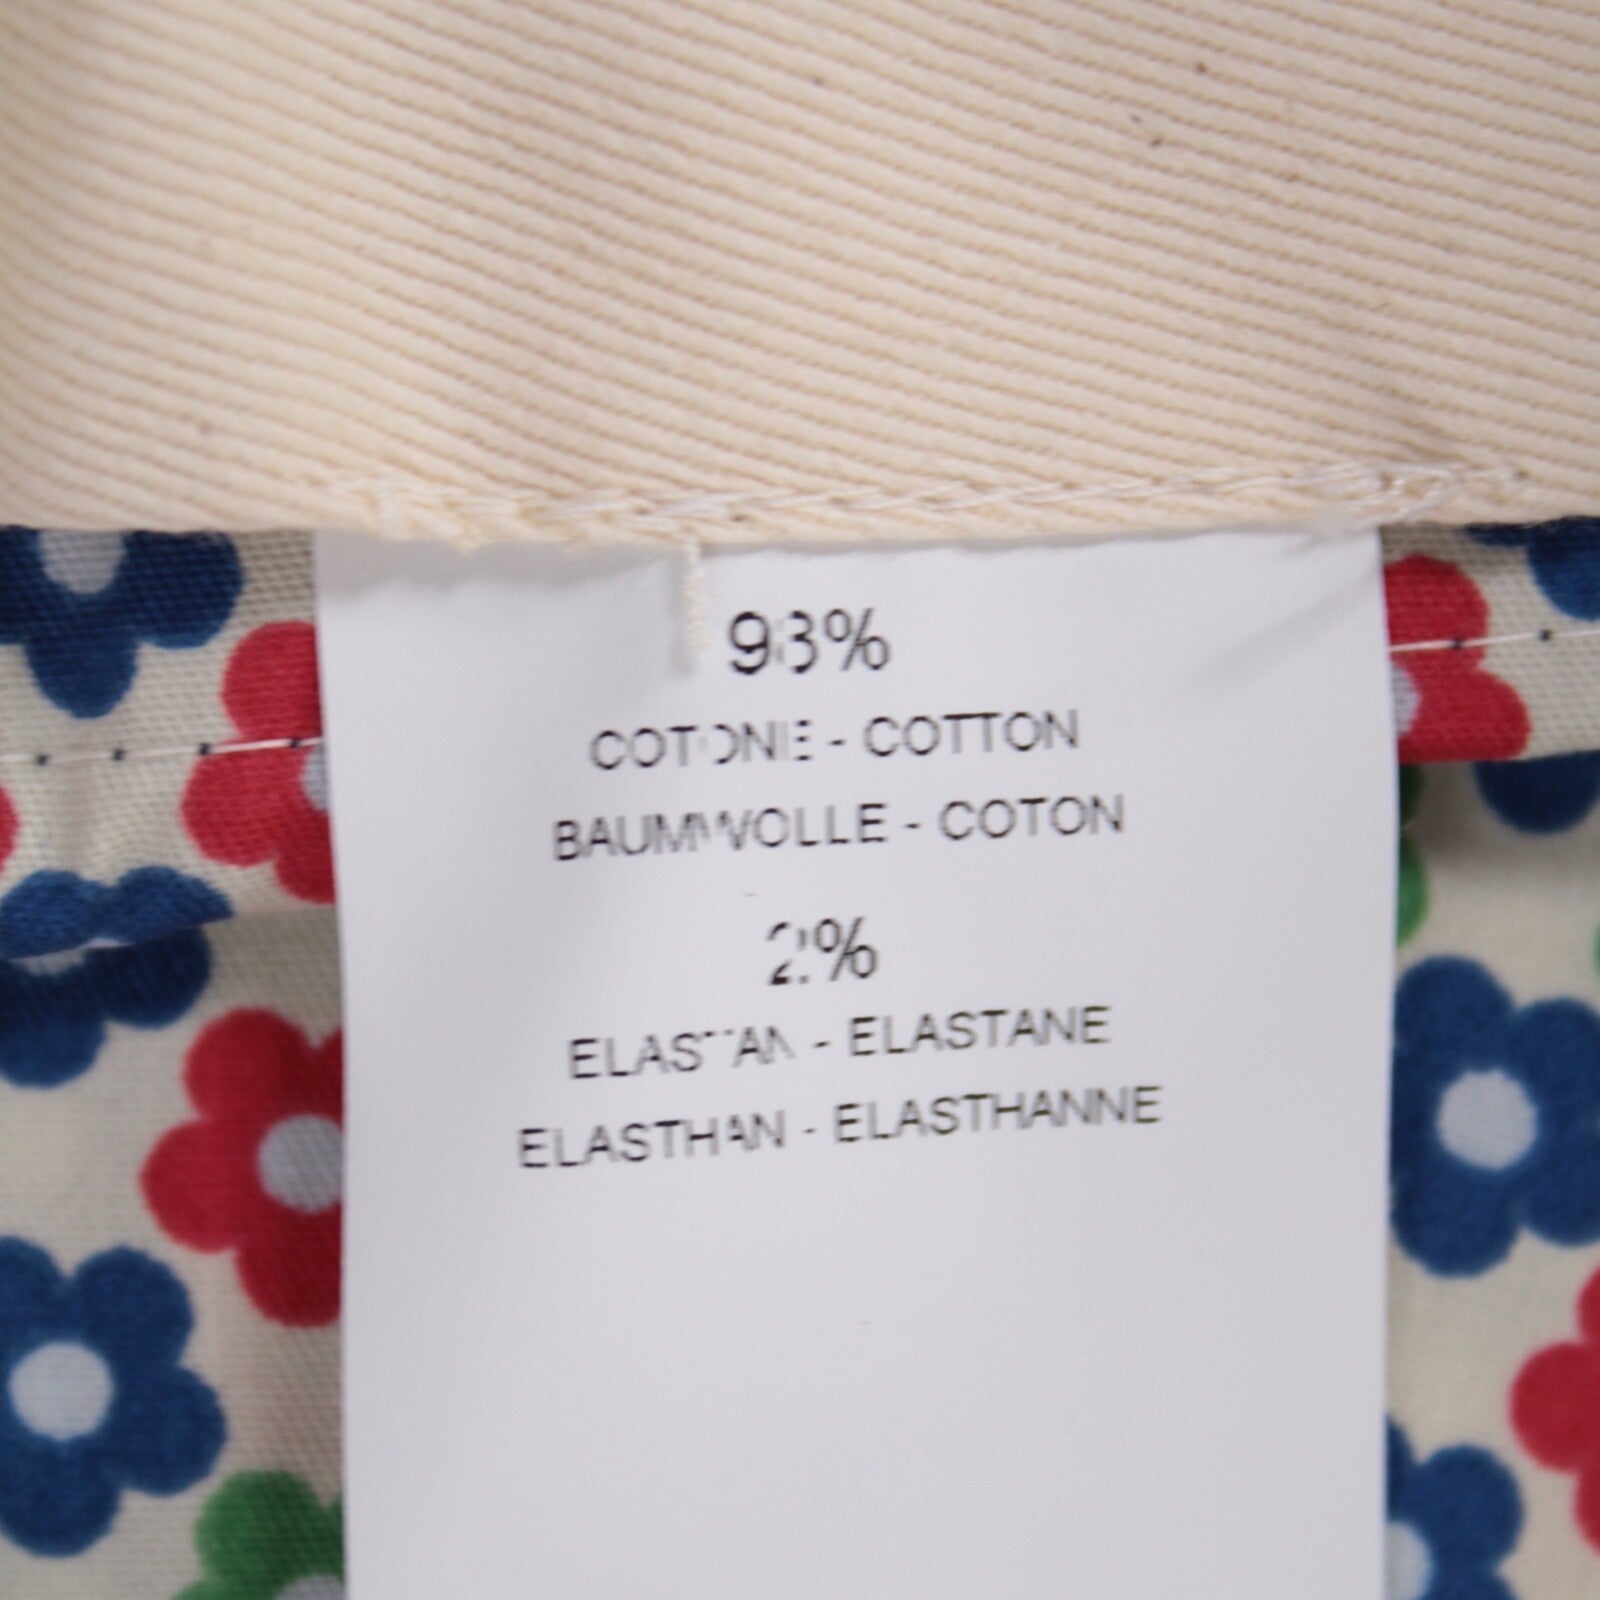 98%
COTONE - COTTON
BAUMWOLLE - COTON
2%
ELASTAN - ELASTANE
ELASTHAN - ELASTHANNE